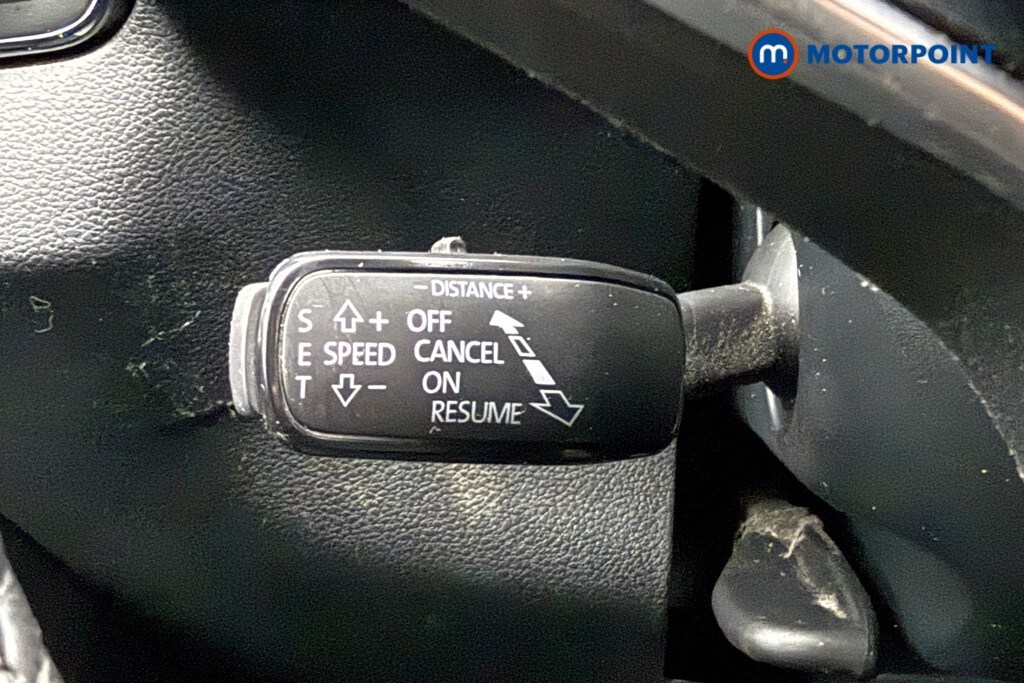 m MOTORPOINT
- DISTANCE +
S + OFF
E SPEED CANCEL
T - ON
RESUME